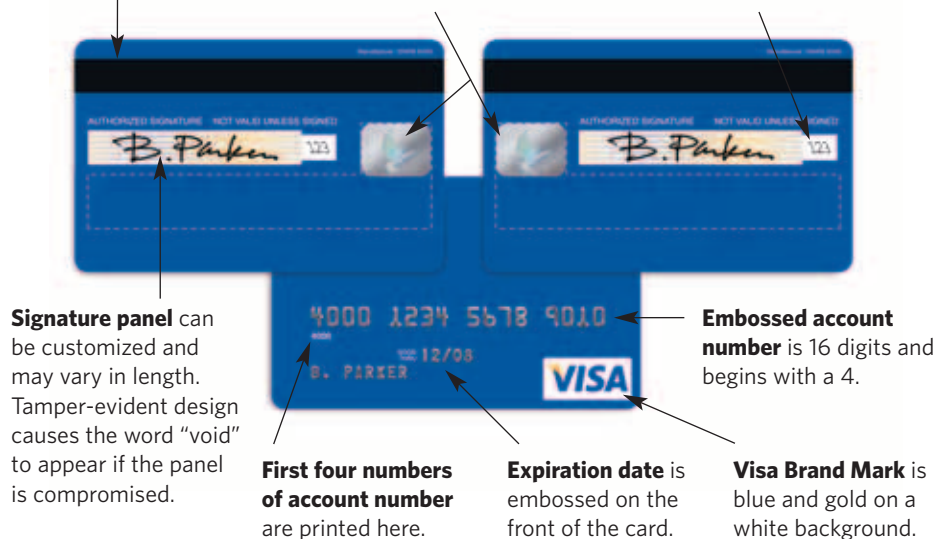 AUTHORIZED SIGNATURE NOT VALID UNLESS SIGNED
B. Parker 123
AUTHORIZED SIGNATURE NOT VALID UNLESS SIGNED
B. Parker 123
4000 1234 5678 9010
4000
12/08
B. PARKER
VISA
Signature panel can
be customized and
may vary in length.
Tamper-evident design
causes the word “void”
to appear if the panel
is compromised.
First four numbers
of account number
are printed here.
Expiration date is
embossed on the
front of the card.
Visa Brand Mark is
blue and gold on a
white background.
Embossed account
number is 16 digits and
begins with a 4.